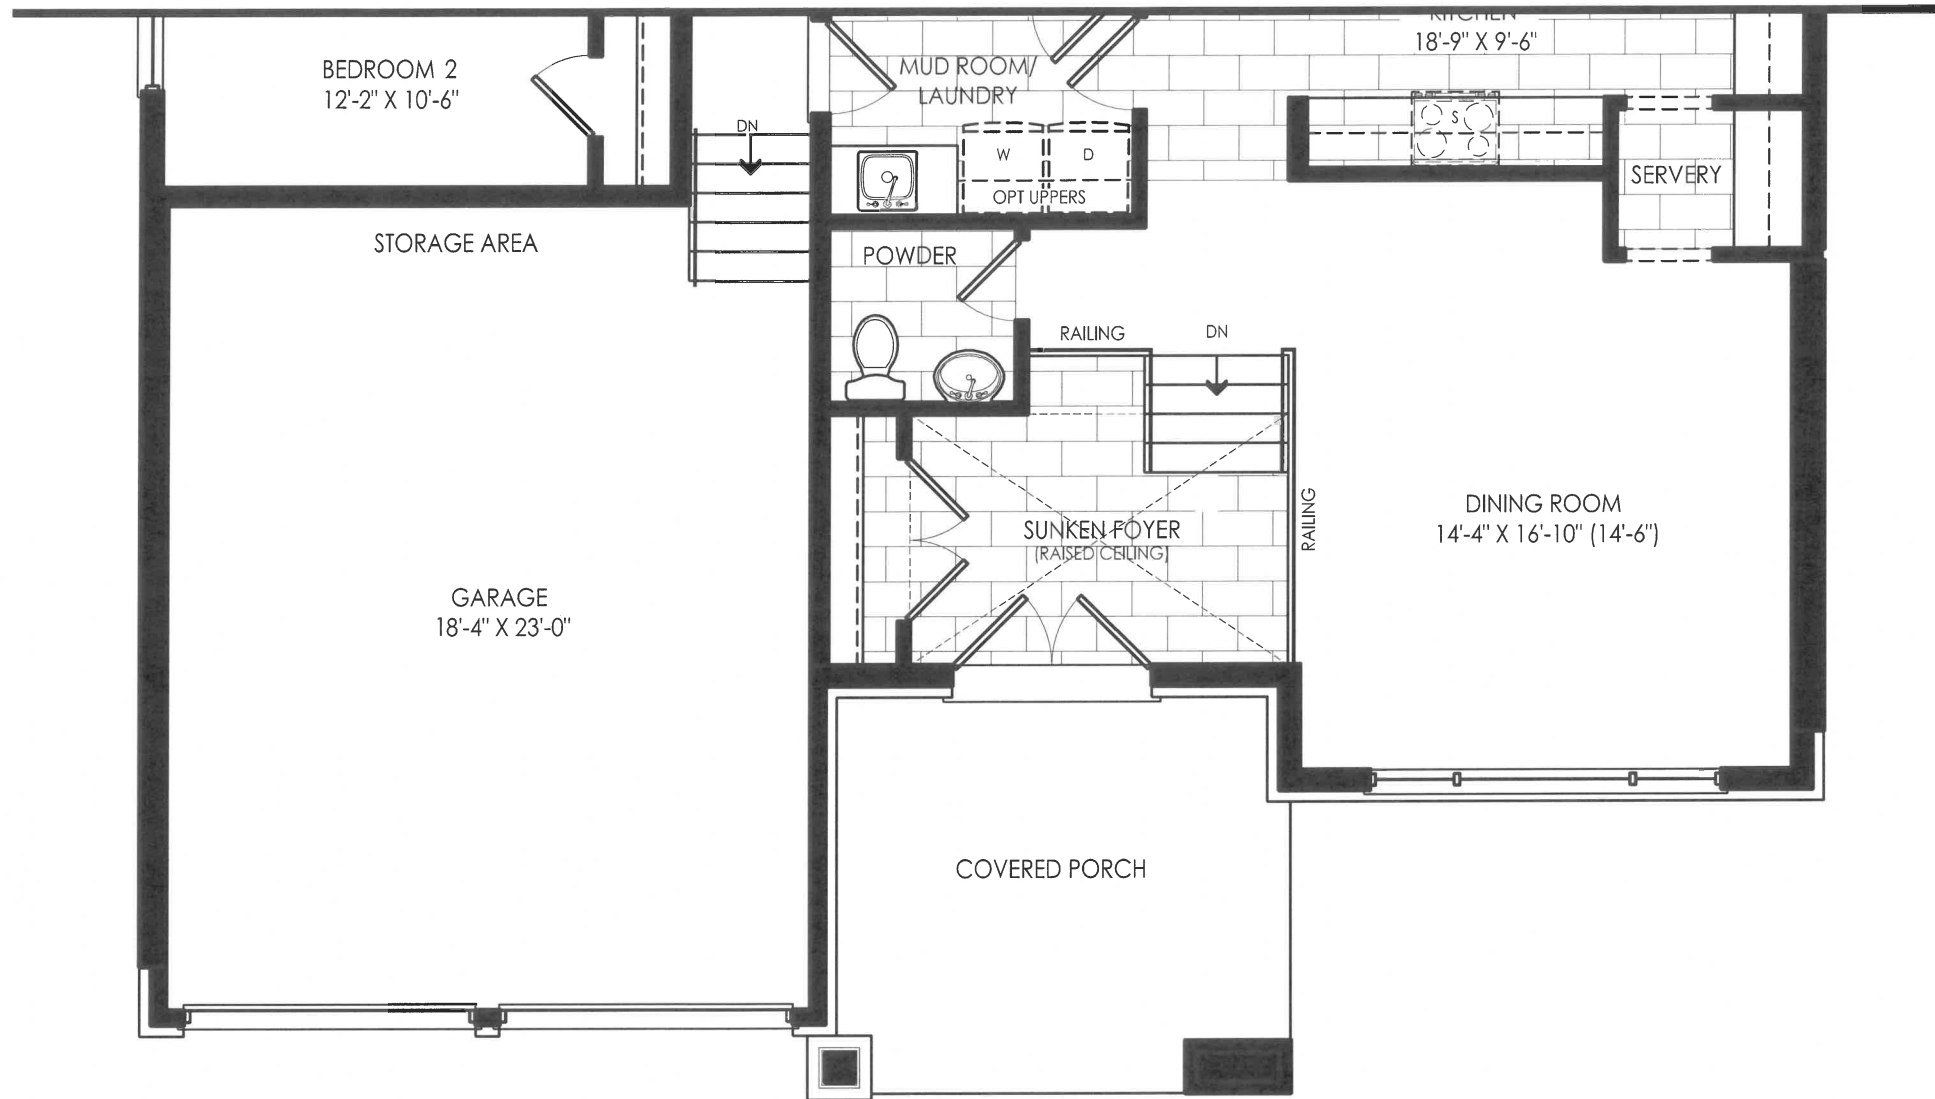 KITCHEN
18'-9" X 9'-6"
BEDROOM 2
12'-2" X 10'-6"
MUD ROOM/
LAUNDRY
DN
S
W
D
OPT UPPERS
SERVERY
STORAGE AREA
POWDER
RAILING
DN
DINING ROOM
14'-4" X 16'-10" (14'-6")
RAILING
SUNKEN FOYER
(RAISED CEILING)
GARAGE
18'-4" X 23'-0"
COVERED PORCH